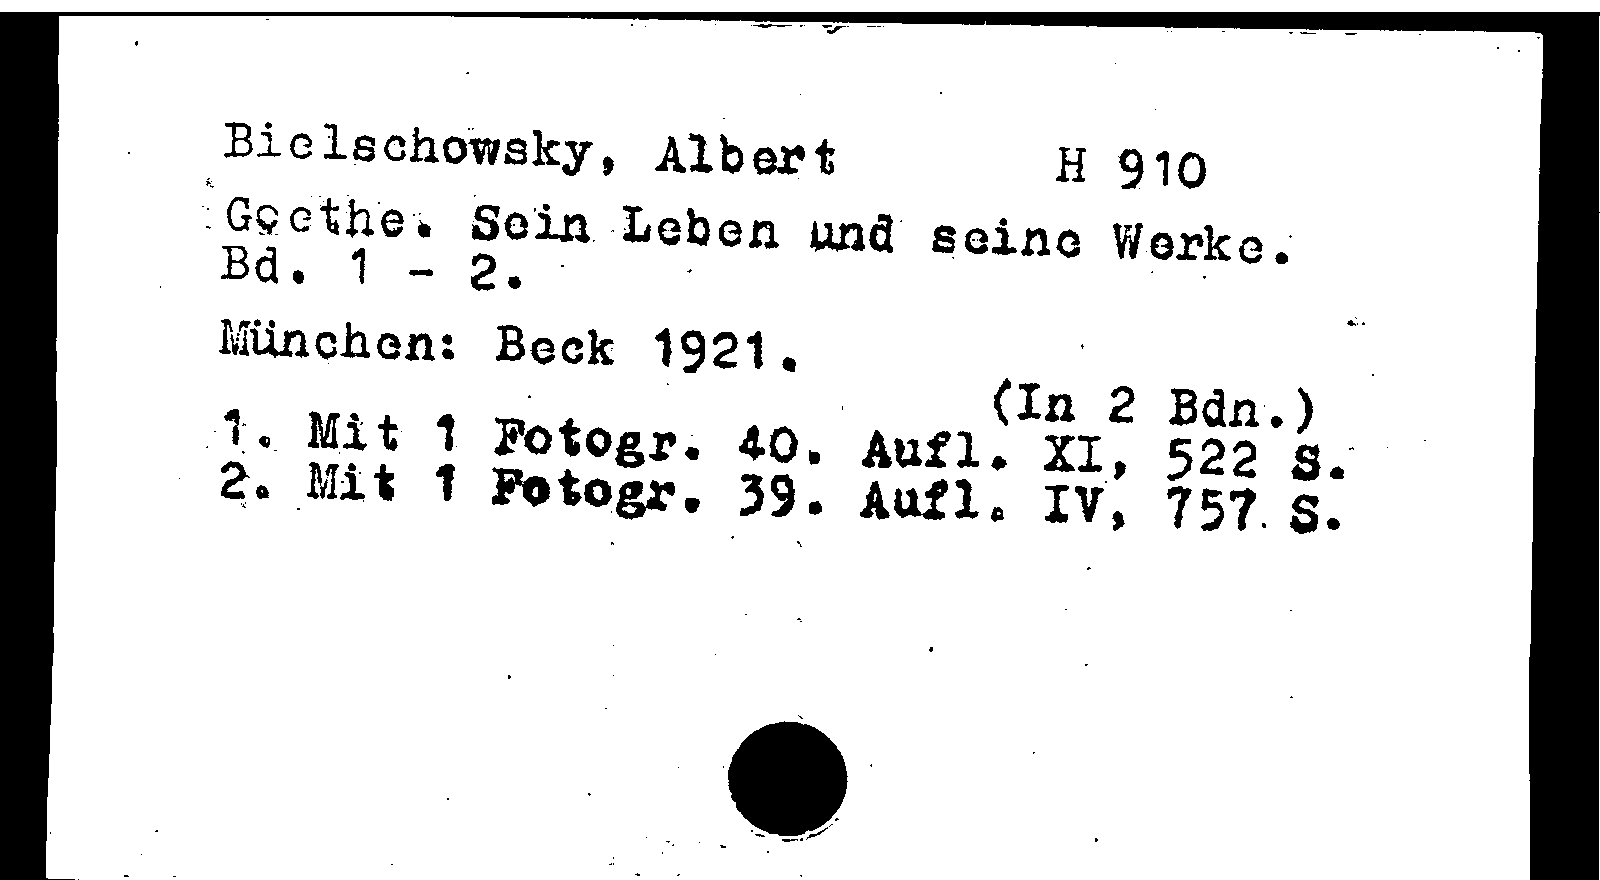 Bielschowsky, Albert H 910
Goethe. Sein Leben und seine Werke.
Bd. 1 - 2.
München: Beck 1921.
(In 2 Bdn.)
1. Mit 1 Fotogr. 40. Aufl. XI, 522 S.
2. Mit 1 Fotogr. 39. Aufl. IV, 757 S.